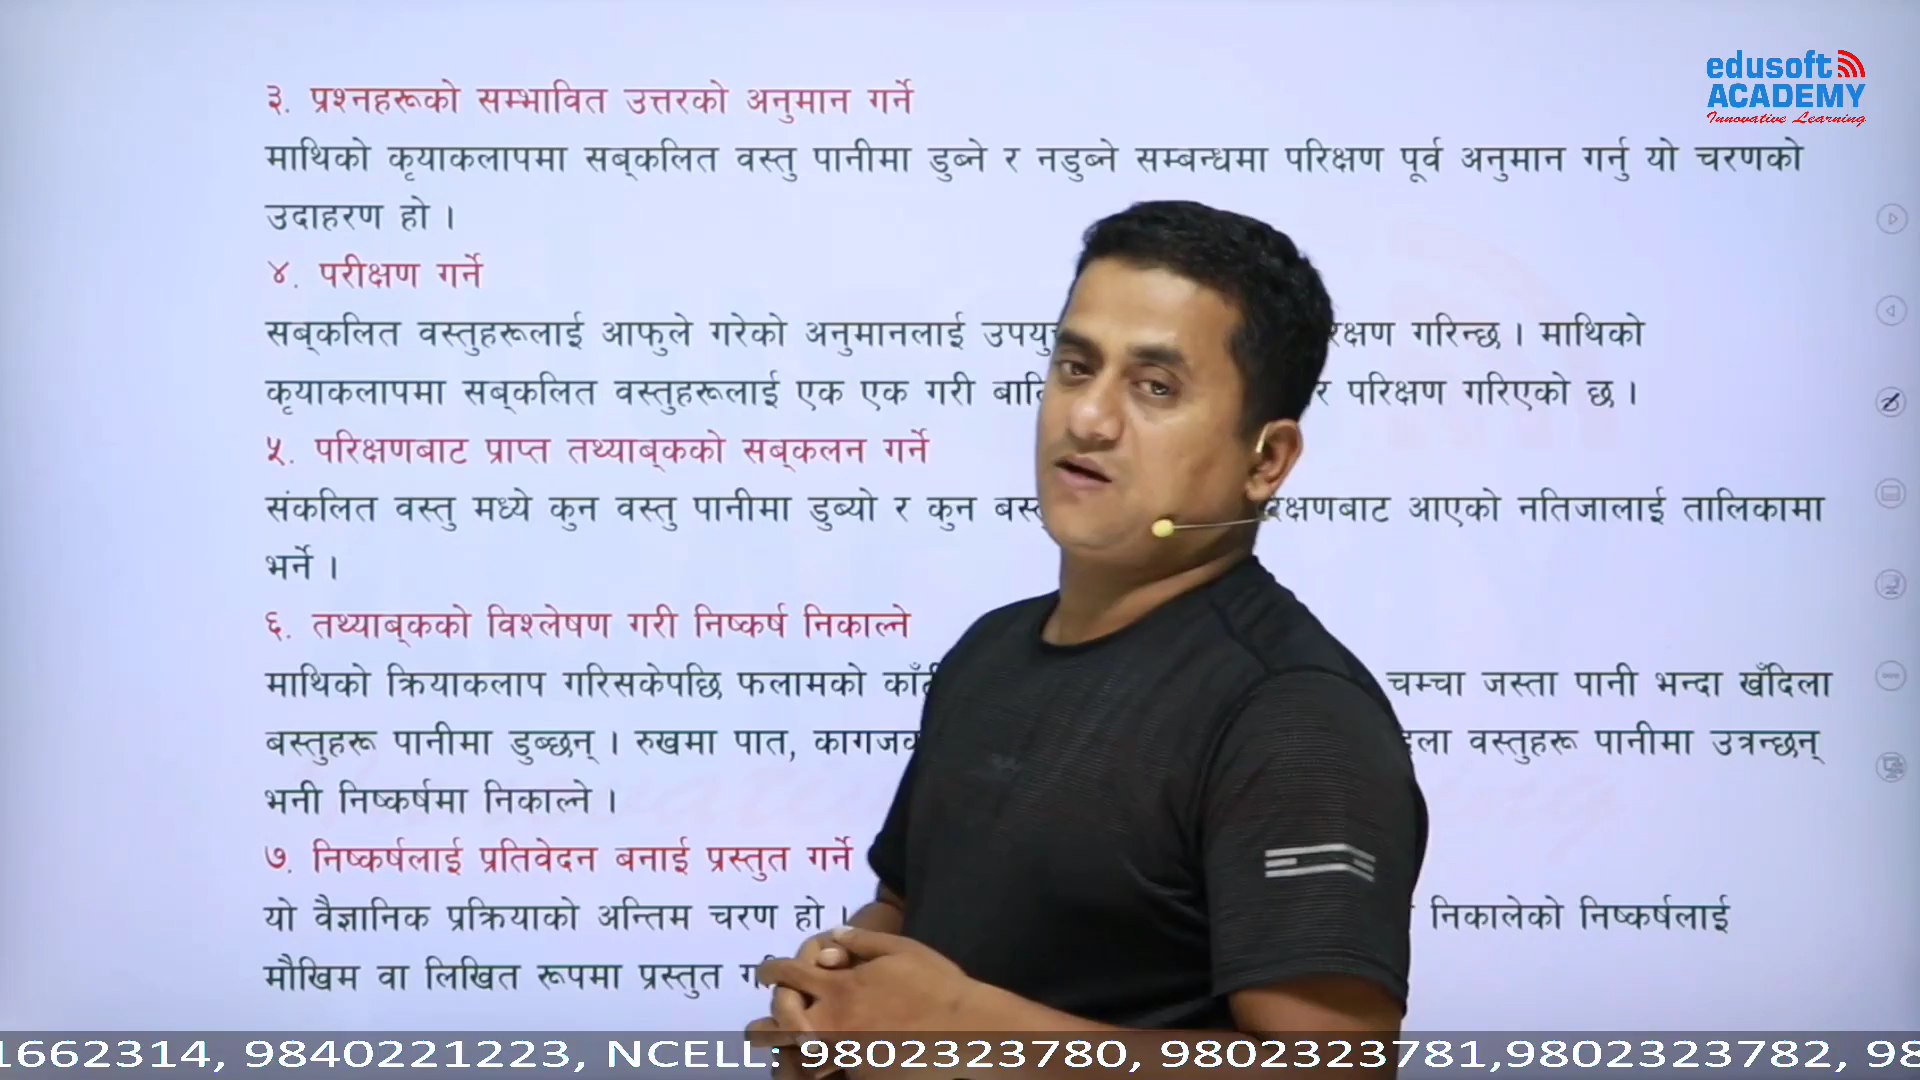 edusoft
ACADEMY
Innovative Learning
३. प्रश्नहरूको सम्भावित उत्तरको अनुमान गर्ने
माथिको कृयाकलापमा सब्कलित वस्तु पानीमा डुब्ने र नडुब्ने सम्बन्धमा परिक्षण पूर्व अनुमान गर्नु यो चरणको
उदाहरण हो ।
४. परीक्षण गर्ने
सब्कलित वस्तुहरूलाई आफुले गरेको अनुमानलाई गरिन्छ । माथिको
कृयाकलापमा सब्कलित वस्तुहरूलाई एक एक गरी परिक्षण गरिएको छ ।
५. परिक्षणबाट प्राप्त तथ्याब्कको सब्कलन गर्ने
संकलित वस्तु मध्ये कुन वस्तु पानीमा डुब्यो र कुन आएको नतिजालाई तालिकामा
भर्ने ।
६. तथ्याब्कको विश्लेषण गरी निष्कर्ष निकाल्ने
माथिको क्रियाकलाप गरिसकेपछि फलामको चम्चा जस्ता पानी भन्दा खँदिला
बस्तुहरू पानीमा डुब्छन् । रुखमा पात, वस्तुहरू पानीमा उत्रन्छन्
भनी निष्कर्षमा निकाल्ने ।
७. निष्कर्षलाई प्रतिवेदन बनाई प्रस्तुत गर्ने
यो वैज्ञानिक प्रक्रियाको अन्तिम चरण हो । निकालेको निष्कर्षलाई
मौखिम वा लिखित रूपमा प्रस्तुत
1662314, 9840221223, NCELL: 9802323780, 9802323781,9802323782, 98